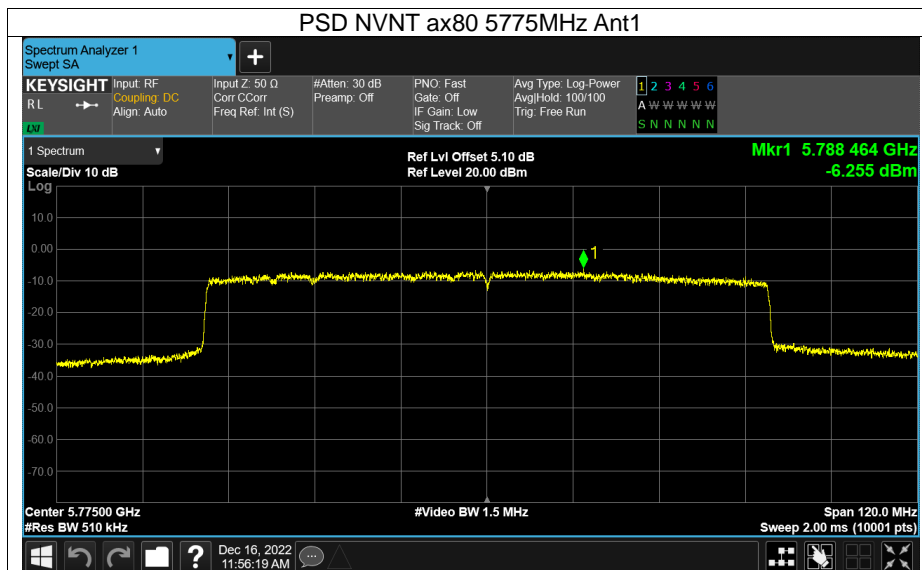 PSD NVNT ax80 5775MHz Ant1
Spectrum Analyzer 1
Swept SA
+
KEYSIGHT Input: RF Input Z: 50 Ω #Atten: 30 dB PNO: Fast Avg Type: Log-Power 1 2 3 4 5 6
R L Coupling: DC Corr CCorr Preamp: Off Gate: Off Avg|Hold: 100/100 A W W W W W
Align: Auto Freq Ref: Int (S) IF Gain: Low Trig: Free Run
LXI Sig Track: Off S N N N N N
1 Spectrum Ref Lvl Offset 5.10 dB Mkr1 5.788 464 GHz
Scale/Div 10 dB Ref Level 20.00 dBm -6.255 dBm
Log
10.0
0.00
1
-10.0
-20.0
-30.0
-40.0
-50.0
-60.0
-70.0
Center 5.77500 GHz #Video BW 1.5 MHz Span 120.0 MHz
#Res BW 510 kHz Sweep 2.00 ms (10001 pts)
? Dec 16, 2022
11:56:19 AM